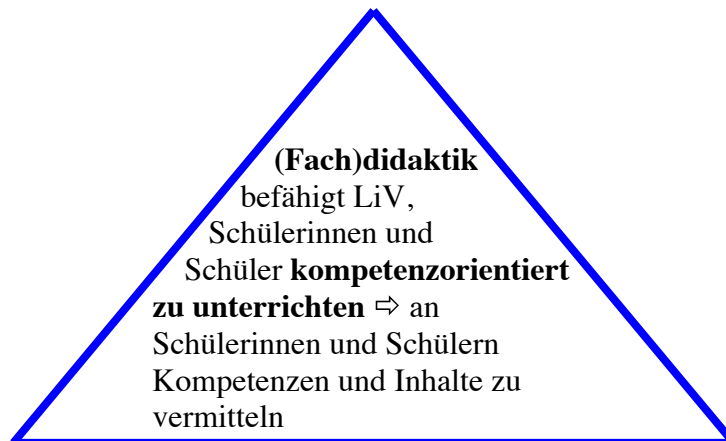 (Fach)didaktik
befähigt LiV,
Schülerinnen und
Schüler kompetenzorientiert
zu unterrichten ⇨ an
Schülerinnen und Schülern
Kompetenzen und Inhalte zu
vermitteln